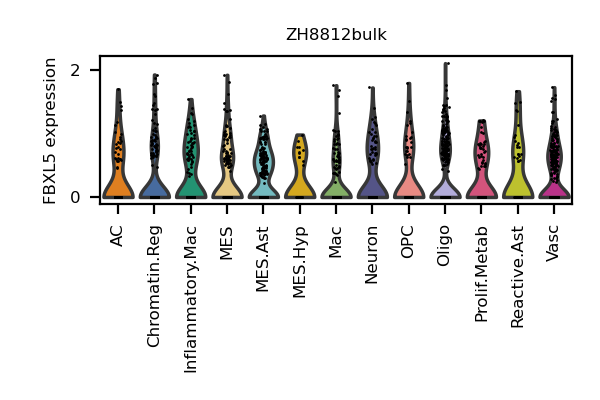 ZH8812bulk
FBXL5 expression
2
0
AC
Chromatin.Reg
Inflammatory.Mac
MES
MES.Ast
MES.Hyp
Mac
Neuron
OPC
Oligo
Prolif.Metab
Reactive.Ast
Vasc